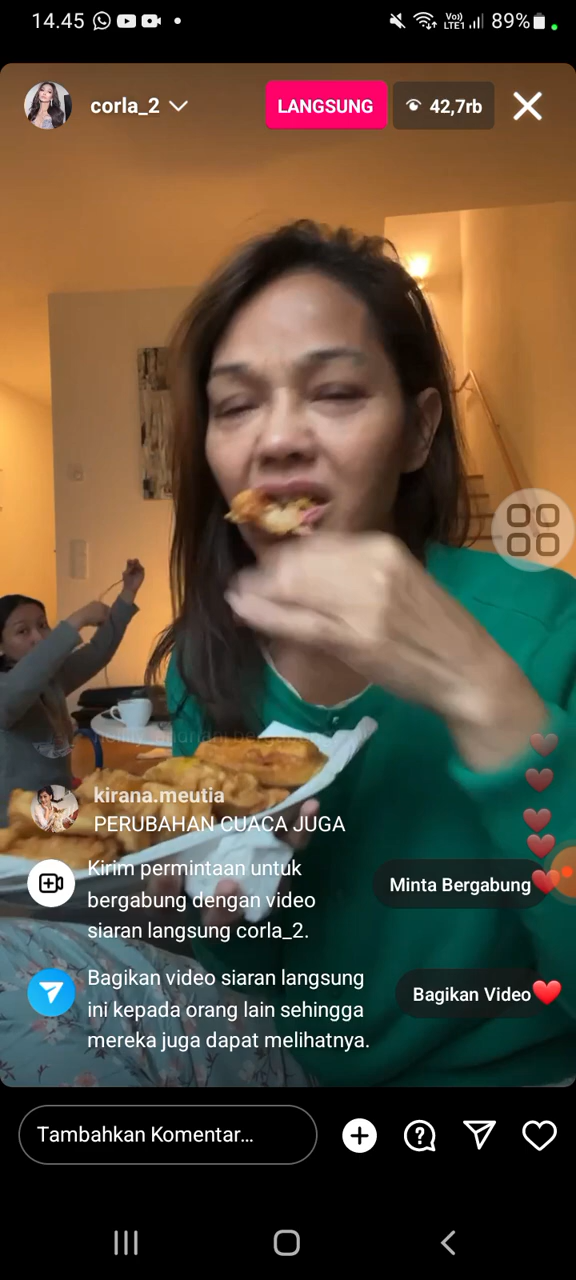 14.45
Vo))
LTE1
89%
corla_2
LANGSUNG
42,7rb
kirana.meutia
PERUBAHAN CUACA JUGA
Kirim permintaan untuk
bergabung dengan video
siaran langsung corla_2.
Minta Bergabung
Bagikan video siaran langsung
ini kepada orang lain sehingga
mereka juga dapat melihatnya.
Bagikan Video
Tambahkan Komentar...